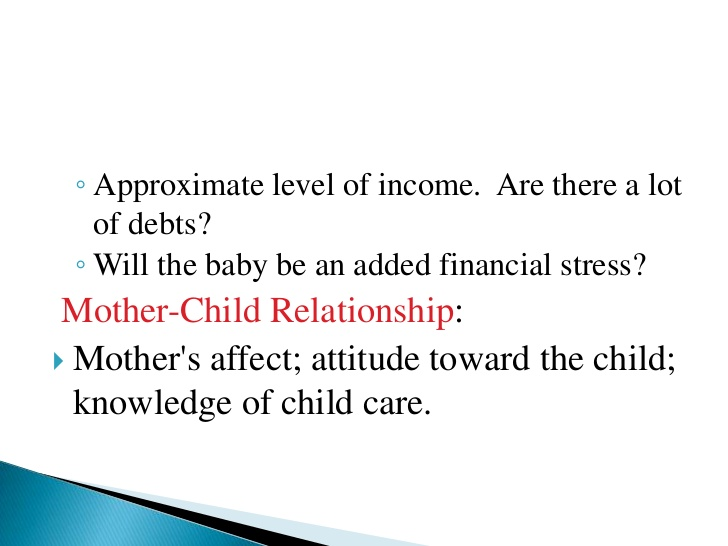 ◦ Approximate level of income.  Are there a lot
of debts?
◦ Will the baby be an added financial stress?
Mother-Child Relationship:
Mother's affect; attitude toward the child;
knowledge of child care.